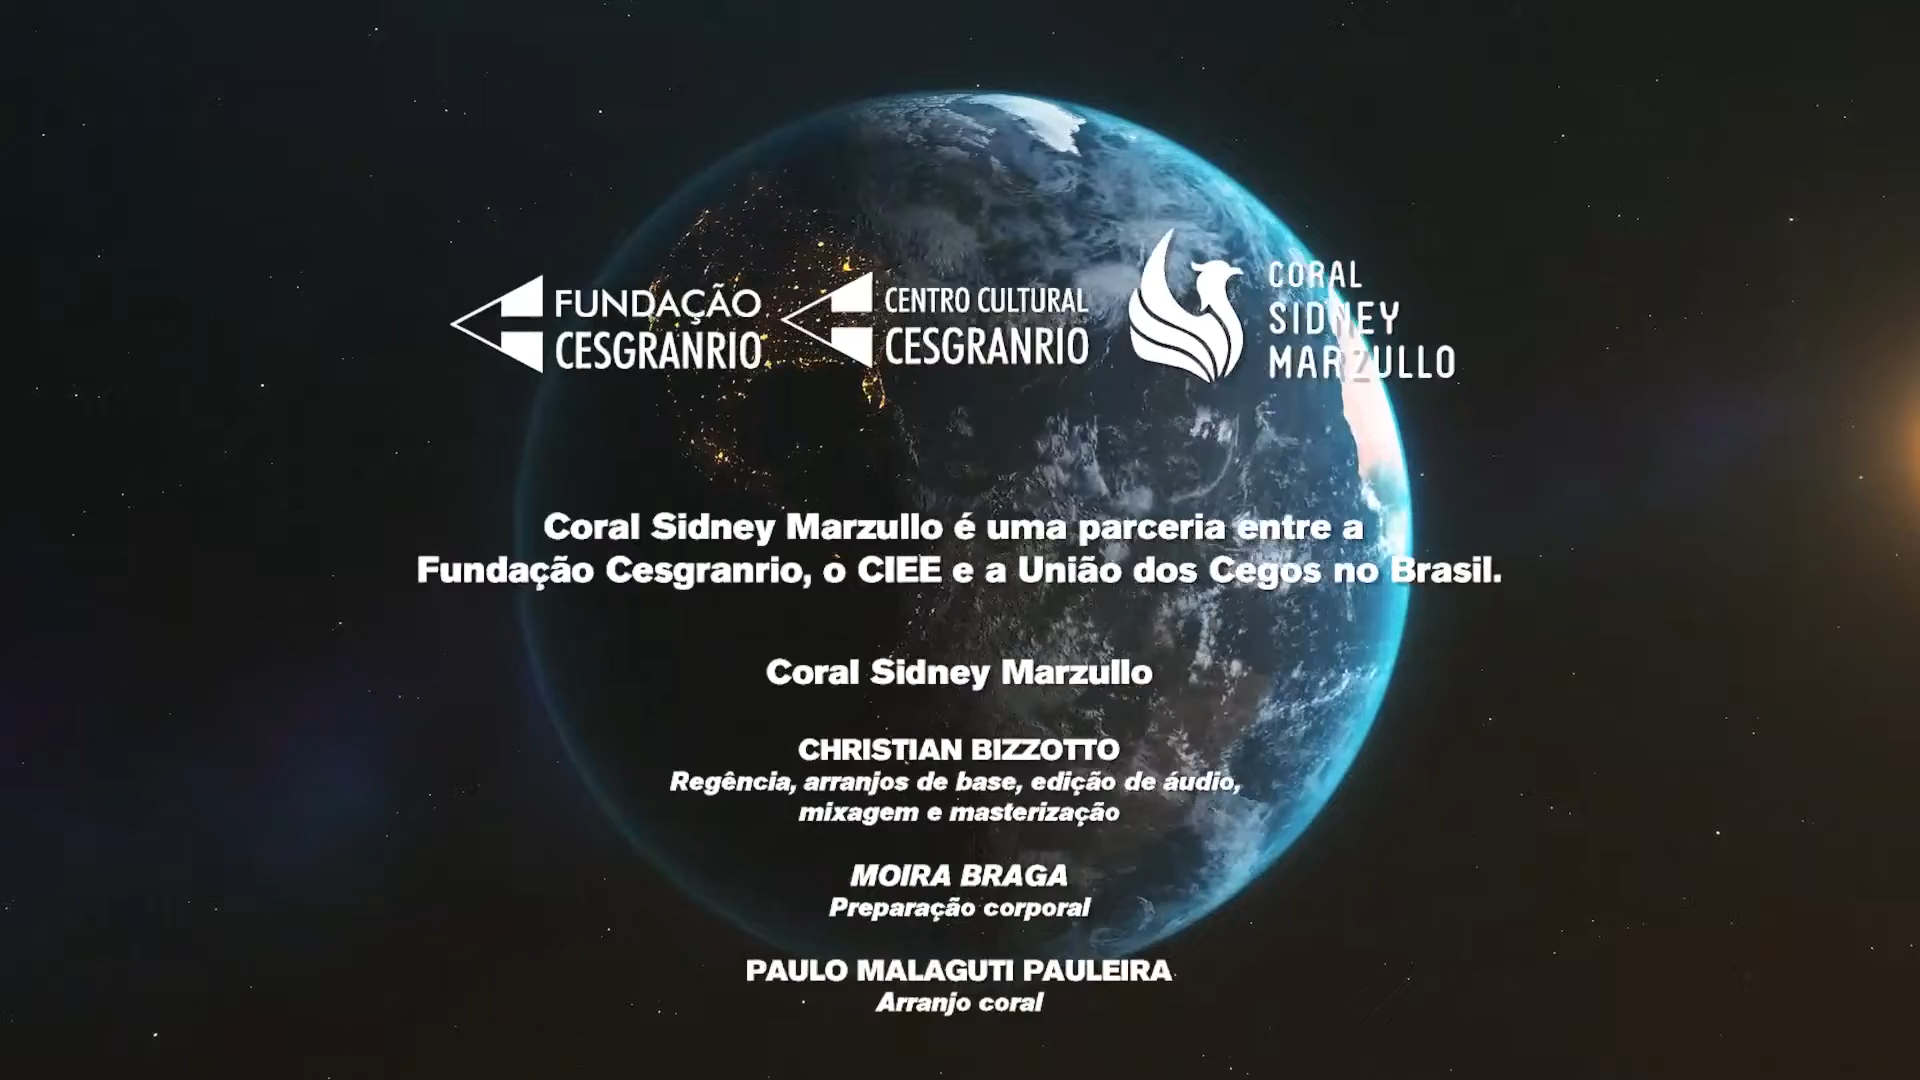 FUNDAÇÃO
CESGRANRIO
CENTRO CULTURAL
CESGRANRIO
CORAL
SIDNEY
MARZULLO
Coral Sidney Marzullo é uma parceria entre a
Fundação Cesgranrio, o CIEE e a União dos Cegos no Brasil.
Coral Sidney Marzullo
CHRISTIAN BIZZOTTO
Regência, arranjos de base, edição de áudio,
mixagem e masterização
MOIRA BRAGA
Preparação corporal
PAULO MALAGUTI PAULEIRA
Arranjo coral